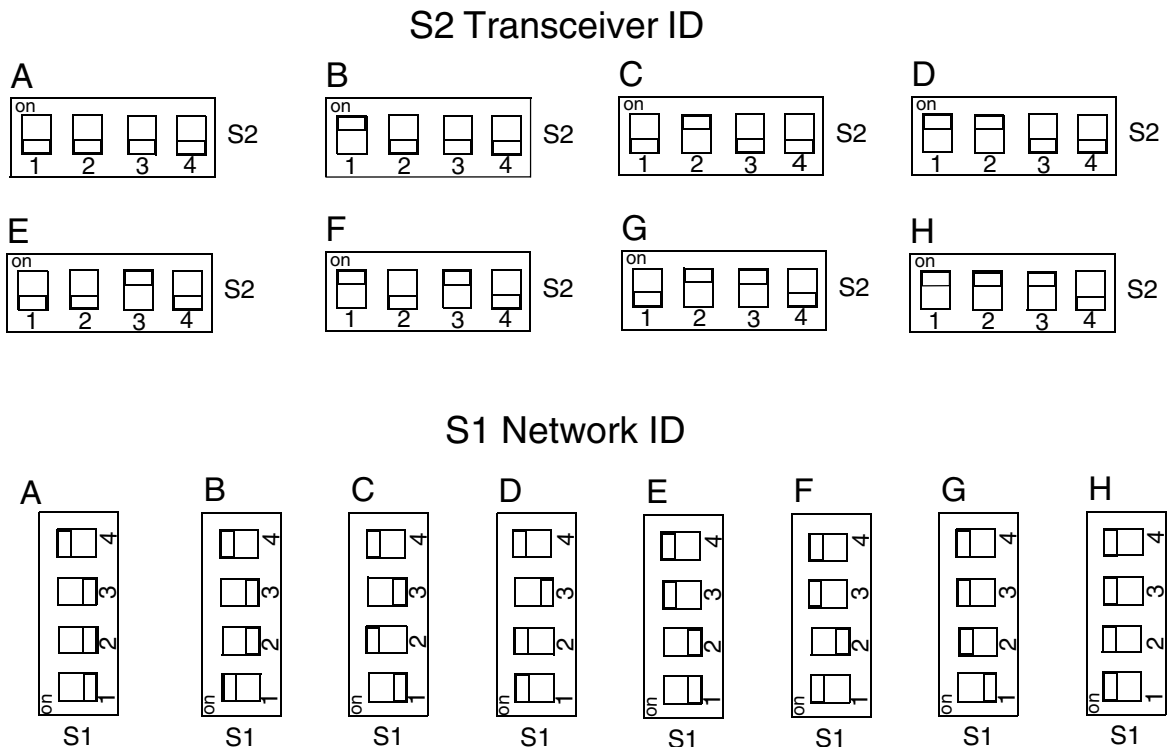 S2 Transceiver ID
A B C D
on on on on
S2 S2 S2 S2
1 2 3 4 1 2 3 4 1 2 3 4 1 2 3 4
E F G H
on on on on
S2 S2 S2 S2
1 2 3 4 1 2 3 4 1 2 3 4 1 2 3 4
S1 Network ID
A B C D E F G H
4 4 4 4 4 4 4 4
3 3 3 3 3 3 3 3
2 2 2 2 2 2 2 2
on 1 on 1 on 1 on 1 on 1 on 1 on 1 on 1
S1 S1 S1 S1 S1 S1 S1 S1